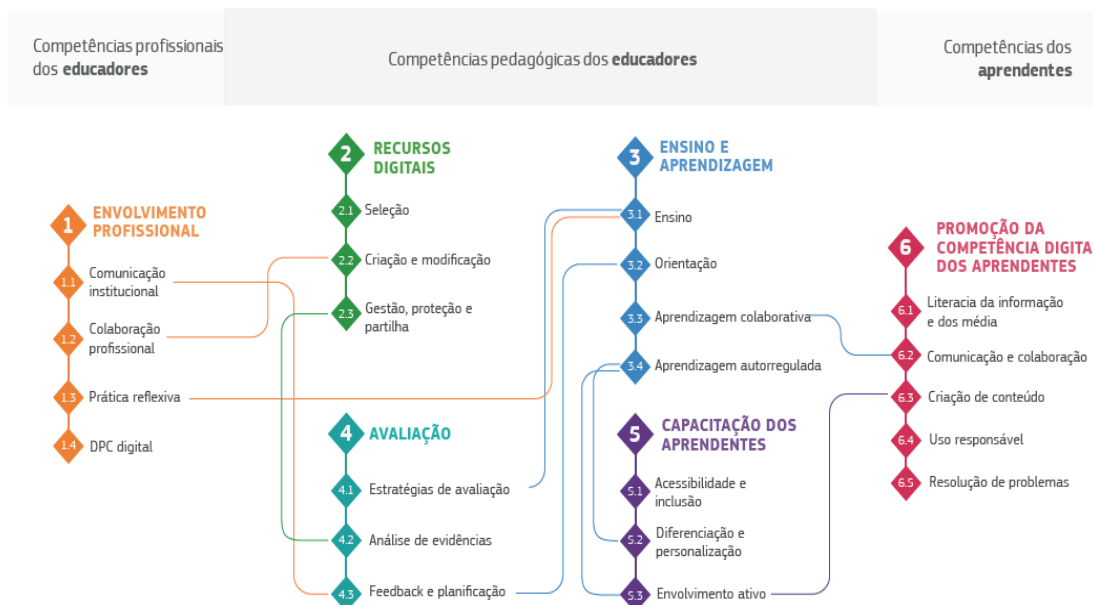 Competências profissionais
dos educadores
Competências pedagógicas dos educadores
Competências dos
aprendentes
1
ENVOLVIMENTO
PROFISSIONAL
1.1
Comunicação
institucional
1.2
Colaboração
profissional
1.3
Prática reflexiva
1.4
DPC digital
2
RECURSOS
DIGITAIS
2.1
Seleção
2.2
Criação e modificação
2.3
Gestão, proteção e
partilha
4
AVALIAÇÃO
4.1
Estratégias de avaliação
4.2
Análise de evidências
4.3
Feedback e planificação
3
ENSINO E
APRENDIZAGEM
3.1
Ensino
3.2
Orientação
3.3
Aprendizagem colaborativa
3.4
Aprendizagem autorregulada
5
CAPACITAÇÃO DOS
APRENDENTES
5.1
Acessibilidade e
inclusão
5.2
Diferenciação e
personalização
5.3
Envolvimento ativo
6
PROMOÇÃO DA
COMPETÊNCIA DIGITA
DOS APRENDENTES
6.1
Literacia da informação
e dos média
6.2
Comunicação e colaboração
6.3
Criação de conteúdo
6.4
Uso responsável
6.5
Resolução de problemas